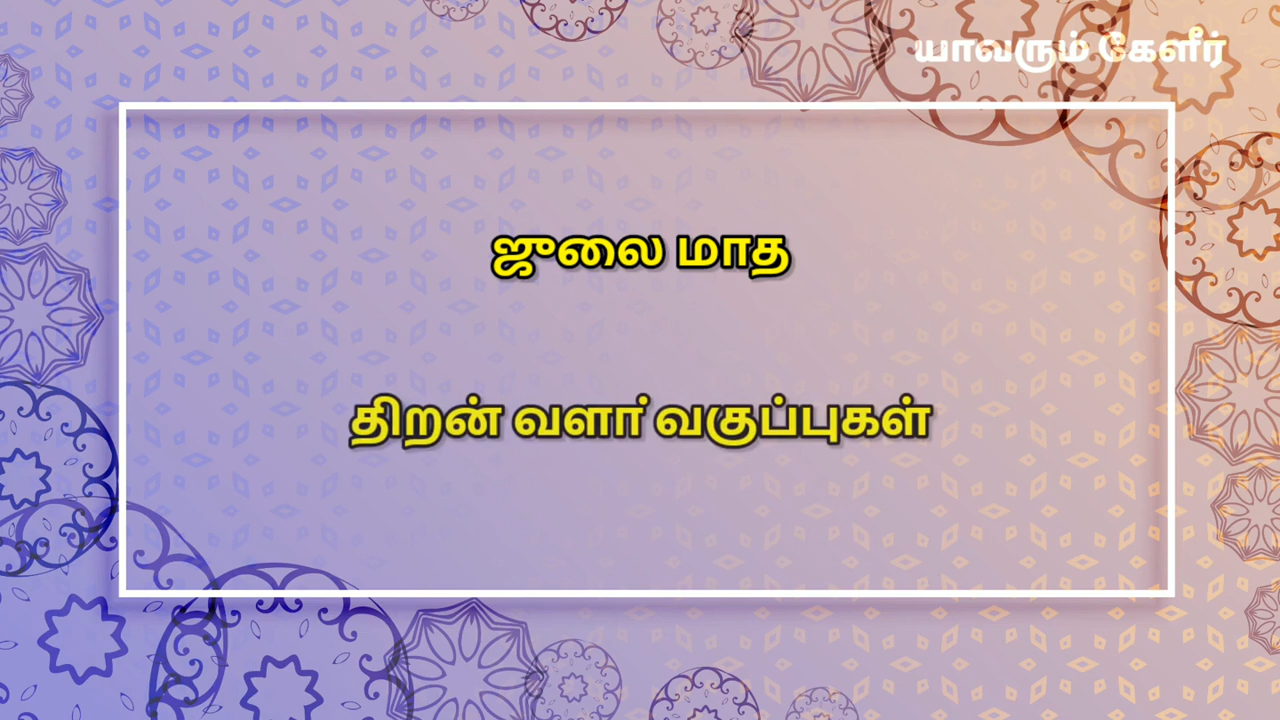 யாவரும் கேளீர்
ஜுலை மாத
திறன் வளர் வகுப்புகள்